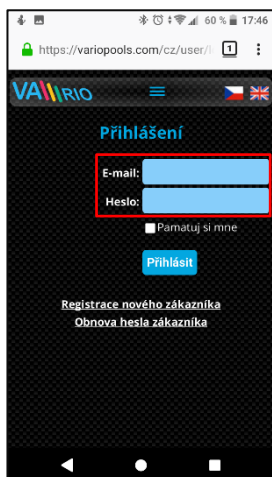 60 % 17:46
https://variopools.com/cz/user/ 1
VARIO
Přihlášení
E-mail:
Heslo:
Pamatuj si mne
Přihlásit
Registrace nového zákazníka
Obnova hesla zákazníka